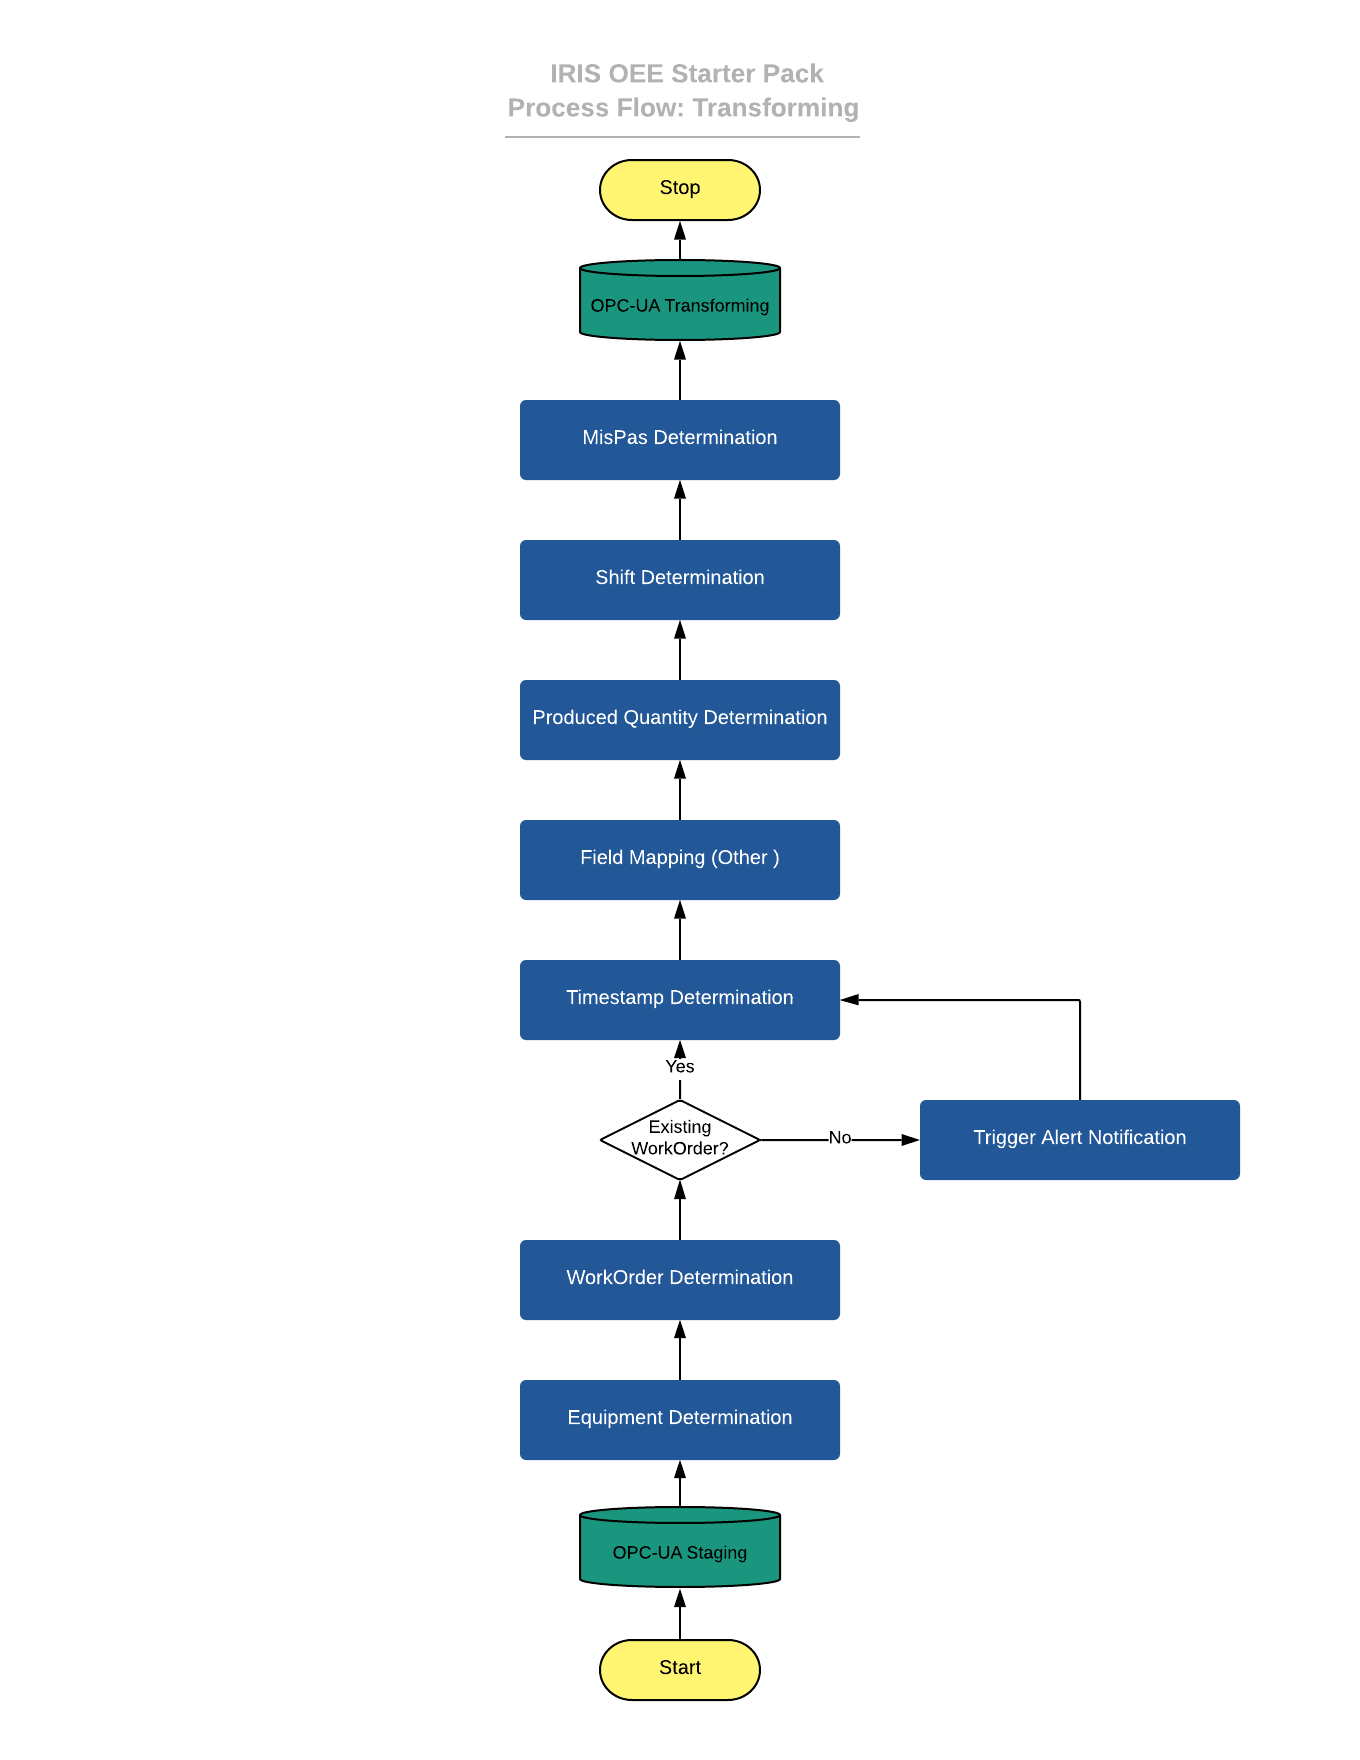 IRIS OEE Starter Pack
Process Flow: Transforming
Stop
OPC-UA Transforming
MisPas Determination
Shift Determination
Produced Quantity Determination
Field Mapping (Other )
Timestamp Determination
Yes
Existing
WorkOrder?
No
Trigger Alert Notification
WorkOrder Determination
Equipment Determination
OPC-UA Staging
Start